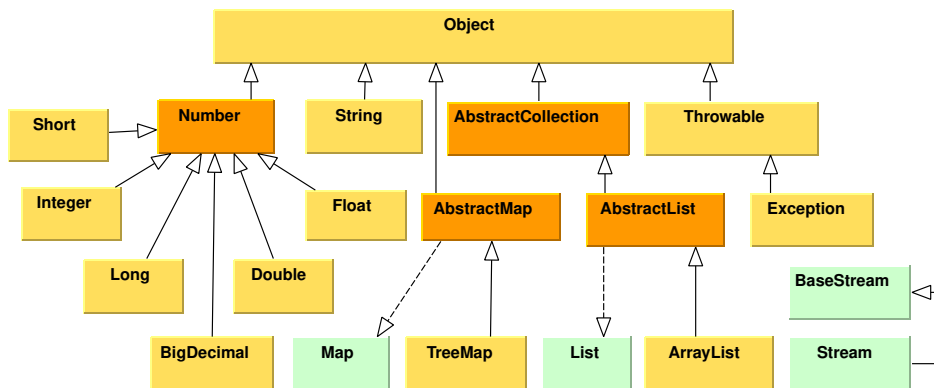 Object
Short
Number
String
AbstractCollection
Throwable
Integer
Float
AbstractMap
AbstractList
Exception
Long
Double
BaseStream
BigDecimal
Map
TreeMap
List
ArrayList
Stream